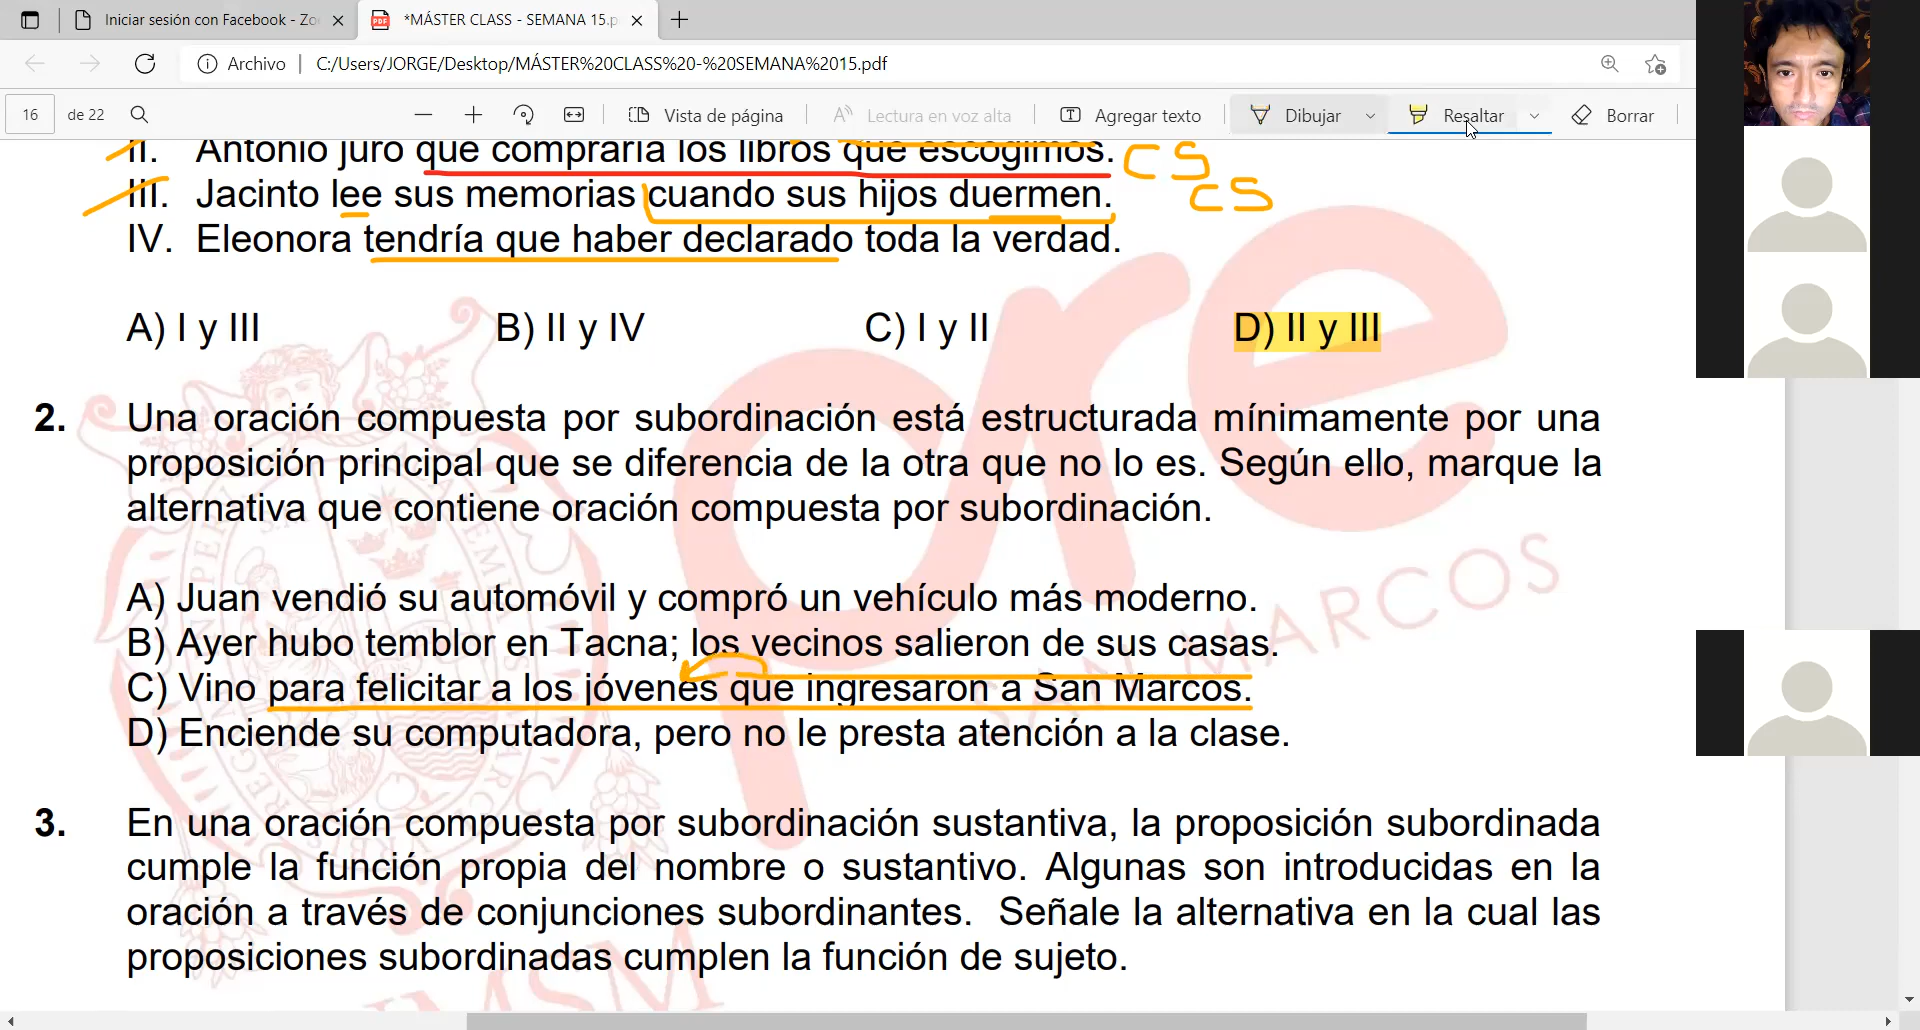 Iniciar sesión con Facebook - Zo
*MÁSTER CLASS - SEMANA 15.p
Archivo | C:/Users/JORGE/Desktop/MÁSTER%20CLASS%20-%20SEMANA%2015.pdf
16 de 22 Vista de página Lectura en voz alta Agregar texto Dibujar Resaltar Borrar
II. Antonio juró que compraría los libros que escogimos. CS
III. Jacinto lee sus memorias cuando sus hijos duermen. CS
IV. Eleonora tendría que haber declarado toda la verdad.
A) I y III B) II y IV C) I y II D) II y III
2. Una oración compuesta por subordinación está estructurada mínimamente por una
proposición principal que se diferencia de la otra que no lo es. Según ello, marque la
alternativa que contiene oración compuesta por subordinación.
A) Juan vendió su automóvil y compró un vehículo más moderno.
B) Ayer hubo temblor en Tacna; los vecinos salieron de sus casas.
C) Vino para felicitar a los jóvenes que ingresaron a San Marcos.
D) Enciende su computadora, pero no le presta atención a la clase.
3. En una oración compuesta por subordinación sustantiva, la proposición subordinada
cumple la función propia del nombre o sustantivo. Algunas son introducidas en la
oración a través de conjunciones subordinantes. Señale la alternativa en la cual las
proposiciones subordinadas cumplen la función de sujeto.
pre
SAN MARCOS